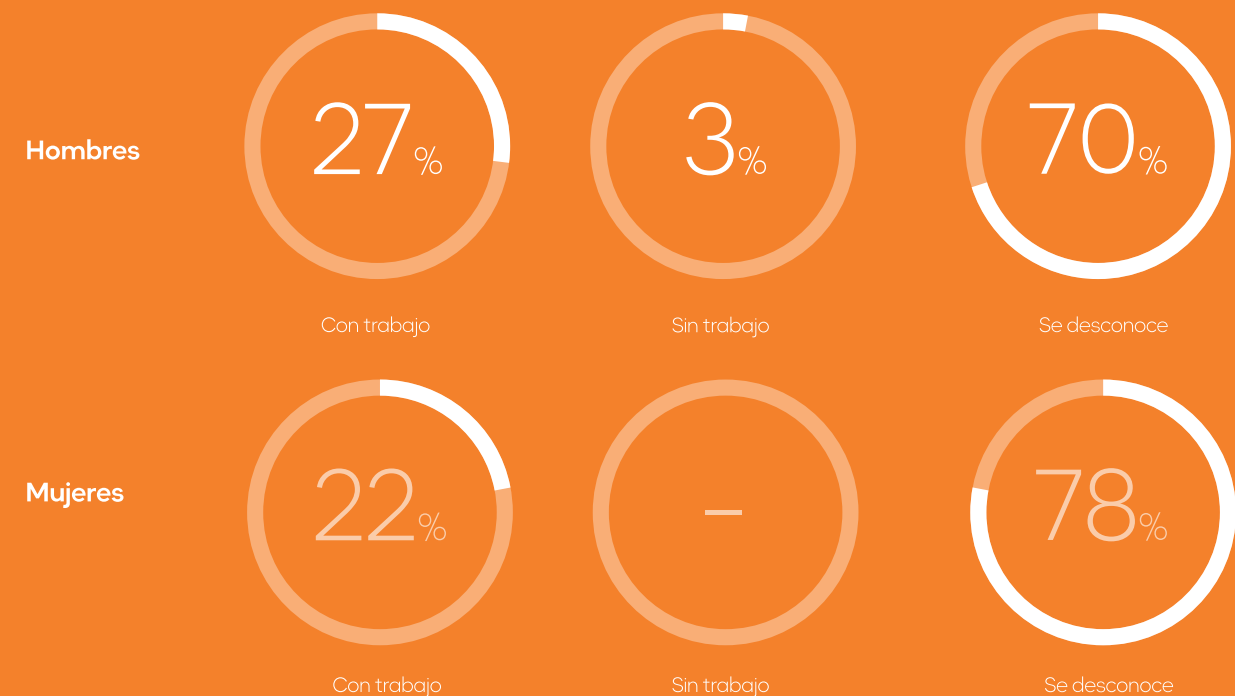 Hombres
27%
3%
70%
Con trabajo
Sin trabajo
Se desconoce
Mujeres
22%
–
78%
Con trabajo
Sin trabajo
Se desconoce